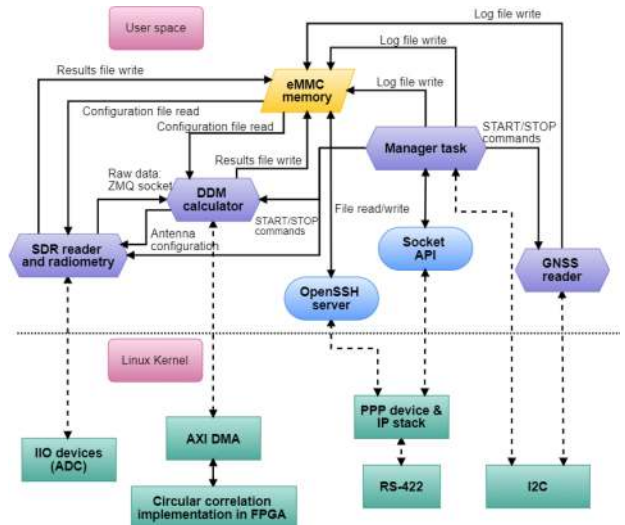 User space
Log file write
Log file write
Results file write
eMMC
memory
Log file write
Configuration file read
Configuration file read
START/STOP
commands
Results file write
Manager task
Raw data:
ZMQ socket
DDM
calculator
START/STOP
commands
File read/write
Antenna
configuration
SDR reader
and radiometry
Socket
API
GNSS
reader
OpenSSH
server
Linux Kernel
PPP device &
IP stack
AXI DMA
IIO devices
(ADC)
RS-422
I2C
Circular correlation
implementation in FPGA